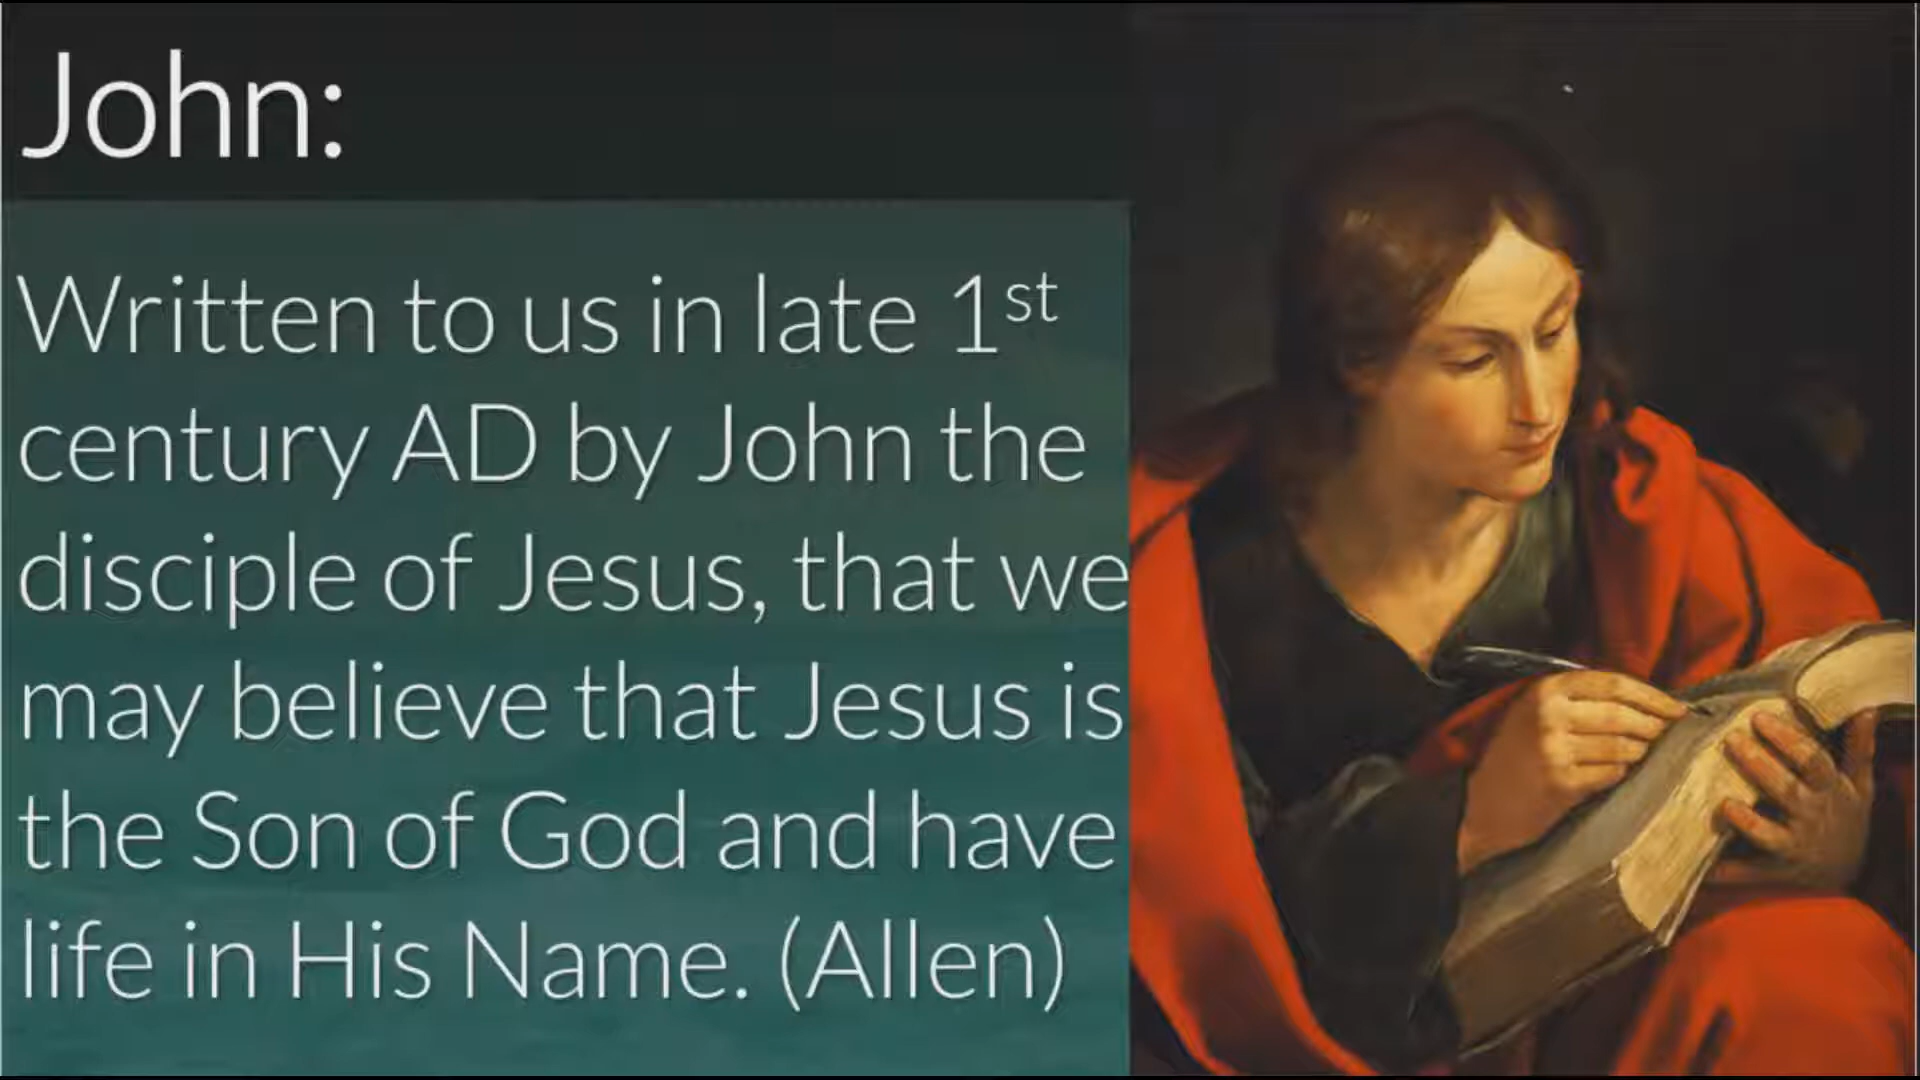 John:
Written to us in late 1st
century AD by John the
disciple of Jesus, that we
may believe that Jesus is
the Son of God and have
life in His Name. (Allen)